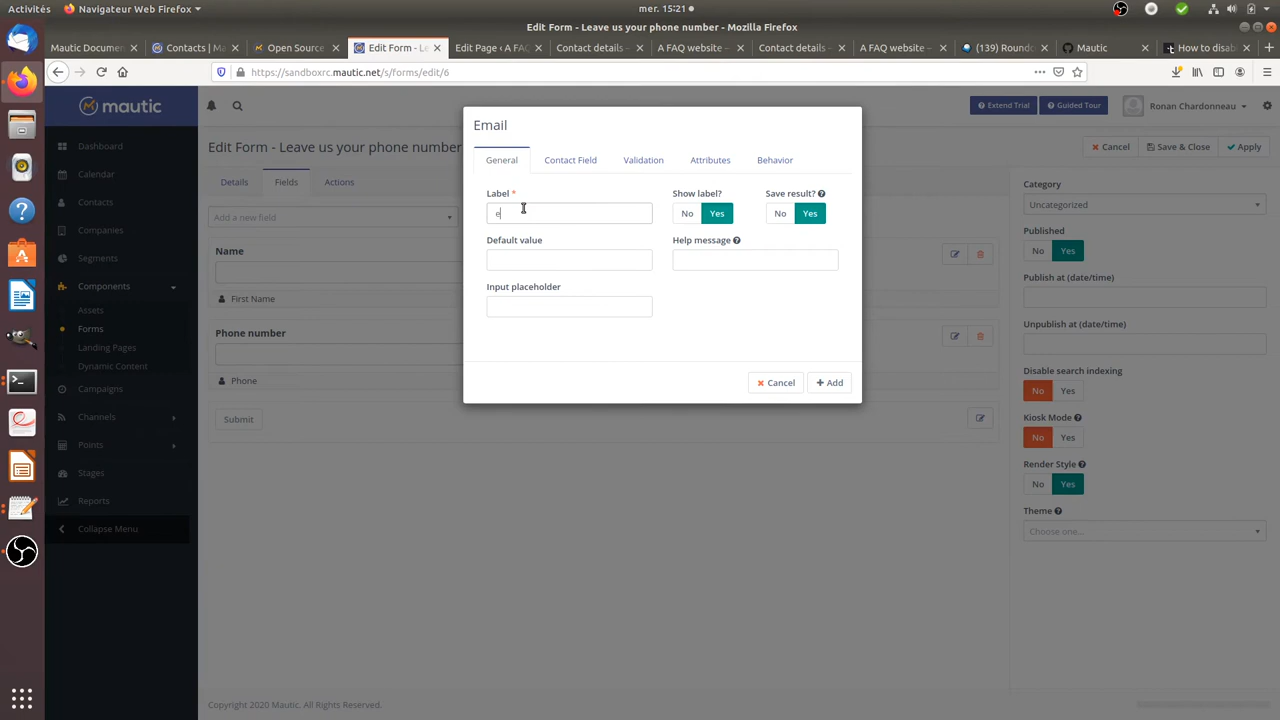 Activités
Navigateur Web Firefox
mer. 15:21
Edit Form - Leave us your phone number - Mozilla Firefox
Mautic Documen
Contacts | Ma
Open Source
Edit Form - Le
Edit Page ‹ A FAQ
Contact details —
A FAQ website —
Contact details —
A FAQ website —
(139) Roundo
Mautic
How to disab
https://sandboxrc.mautic.net/s/forms/edit/6
mautic
Extend Trial
Guided Tour
Ronan Chardonneau
Dashboard
Calendar
Contacts
Companies
Segments
Components
Assets
Forms
Landing Pages
Dynamic Content
Campaigns
Channels
Points
Stages
Reports
Collapse Menu
Edit Form - Leave us your phone number
Cancel
Save & Close
Apply
Details
Fields
Actions
Add a new field
Name
First Name
Phone number
Phone
Submit
Email
General
Contact Field
Validation
Attributes
Behavior
Label *
Show label?
Save result?
e
No Yes
No Yes
Default value
Help message
Input placeholder
Cancel
Add
Category
Uncategorized
Published
No Yes
Publish at (date/time)
Unpublish at (date/time)
Disable search indexing
No Yes
Kiosk Mode
No Yes
Render Style
No Yes
Theme
Choose one...
Copyright 2020 Mautic. All Rights Reserved.